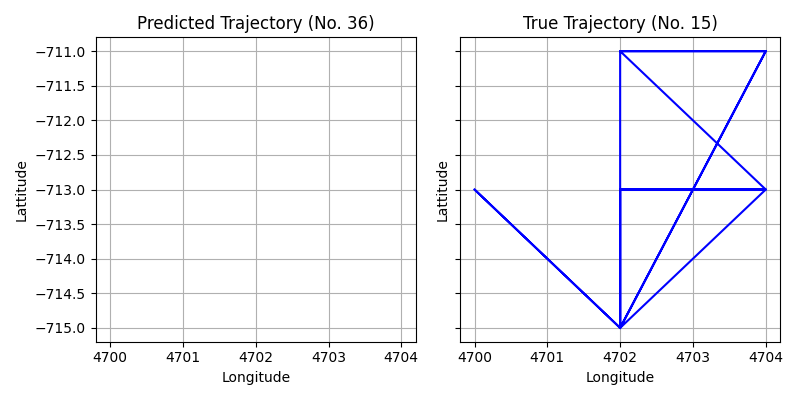 Predicted Trajectory (No. 36)
True Trajectory (No. 15)
−711.0
−711.5
−712.0
−712.5
−713.0
−713.5
−714.0
−714.5
−715.0
Lattitude
Lattitude
4700 4701 4702 4703 4704
4700 4701 4702 4703 4704
Longitude
Longitude